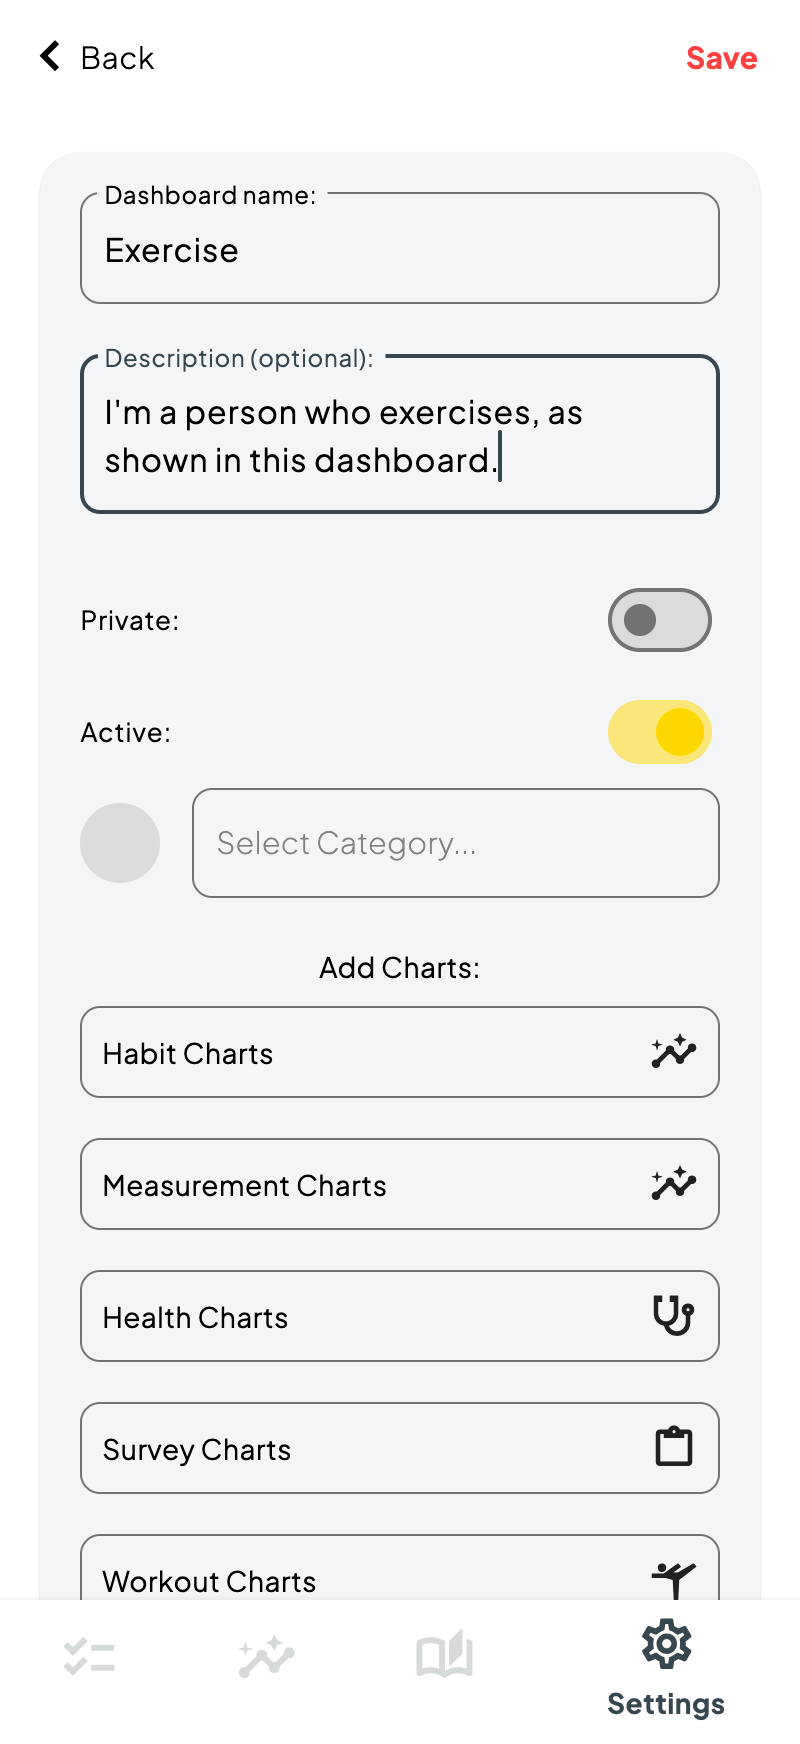 Back
Save
Dashboard name:
Exercise
Description (optional):
I'm a person who exercises, as
shown in this dashboard.
Private:
Active:
Select Category...
Add Charts:
Habit Charts
Measurement Charts
Health Charts
Survey Charts
Workout Charts
Settings